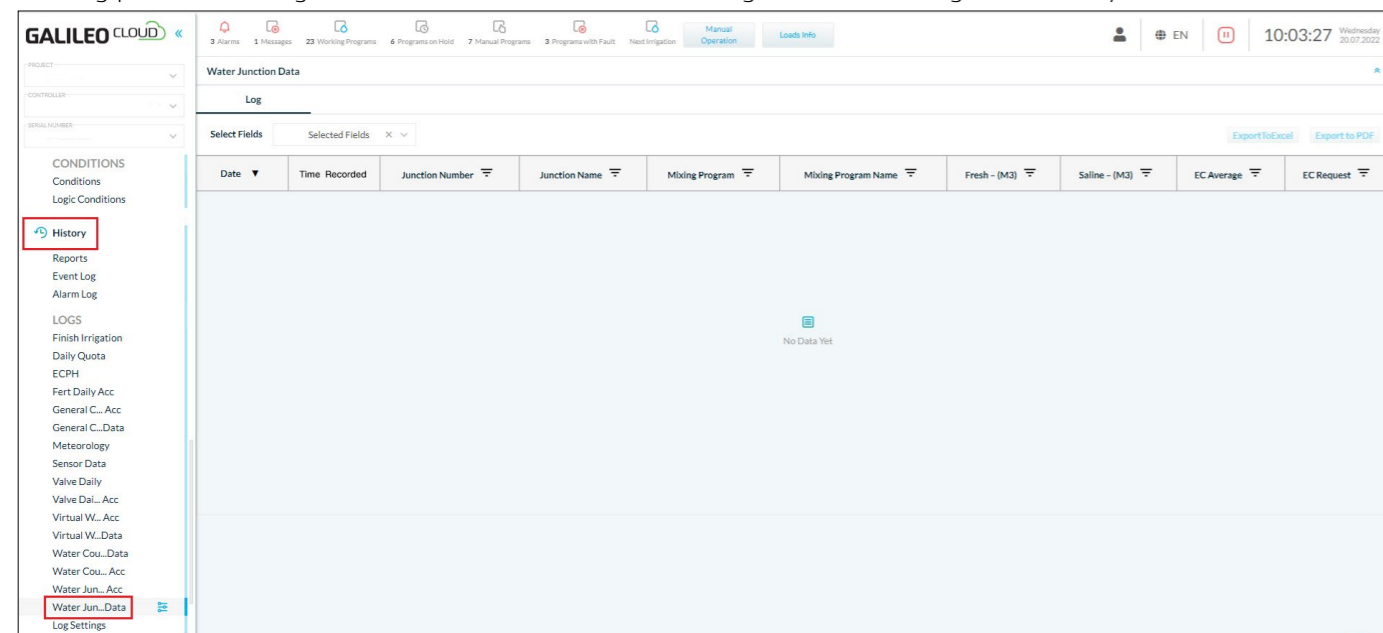 GALILEO CLOUD «
3 Alarms 1 Messages 23 Working Programs 6 Programs on Hold 7 Manual Programs 3 Programs with Fault Next Irrigation Manual Operation Loads Info EN 10:03:27 Wednesday 20.07.2022
PROJECT
CONTROLLER
SERIAL NUMBER
Water Junction Data
Log
Select Fields Selected Fields × ExportToExcel Export to PDF
Date ▼ Time Recorded Junction Number Junction Name Mixing Program Mixing Program Name Fresh - (M3) Saline - (M3) EC Average EC Request
No Data Yet
CONDITIONS
Conditions
Logic Conditions
History
Reports
Event Log
Alarm Log
LOGS
Finish Irrigation
Daily Quota
ECPH
Fert Daily Acc
General C... Acc
General C...Data
Meteorology
Sensor Data
Valve Daily
Valve Dai... Acc
Virtual W... Acc
Virtual W...Data
Water Cou...Data
Water Cou... Acc
Water Jun... Acc
Water Jun...Data
Log Settings